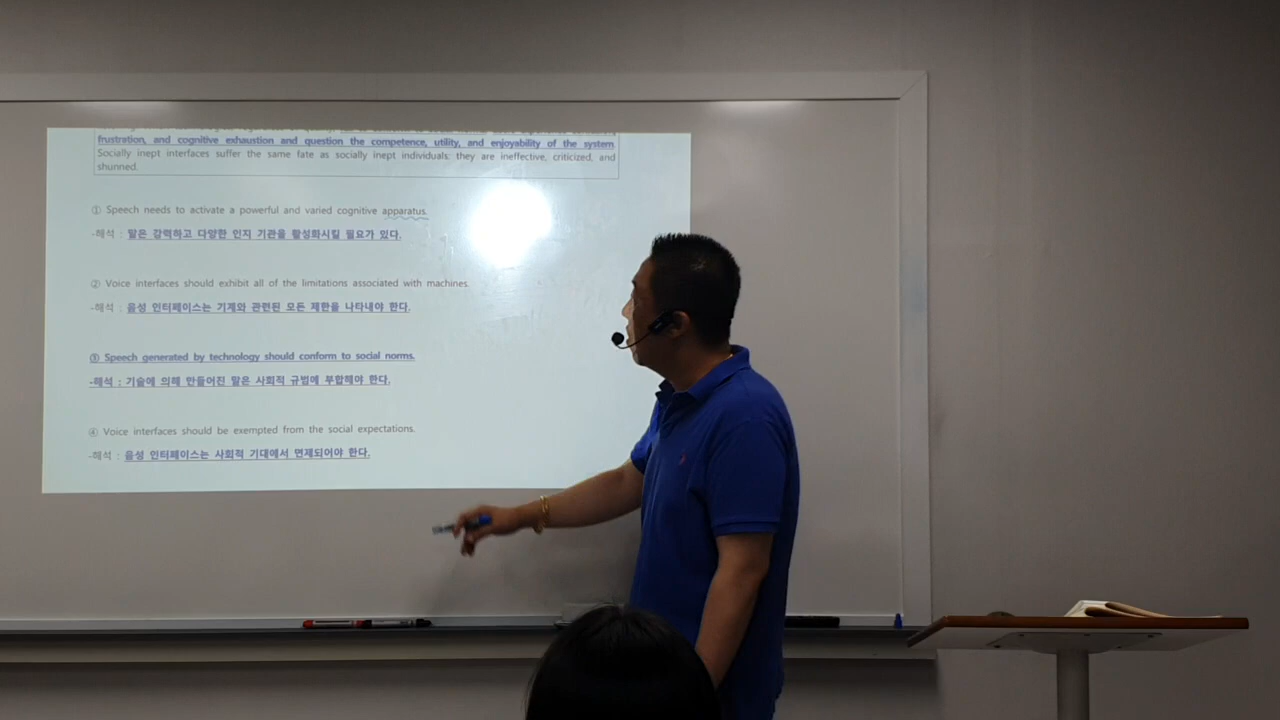 frustration, and cognitive exhaustion and question the competence, utility, and enjoyability of the system.
Socially inept interfaces suffer the same fate as socially inept individuals: they are ineffective, criticized, and
shunned.
① Speech needs to activate a powerful and varied cognitive apparatus.
-해석 : 말은 강력하고 다양한 인지 기관을 활성화시킬 필요가 있다.
② Voice interfaces should exhibit all of the limitations associated with machines.
-해석 : 음성 인터페이스는 기계와 관련된 모든 제한을 나타내야 한다.
③ Speech generated by technology should conform to social norms.
-해석 : 기술에 의해 만들어진 말은 사회적 규범에 부합해야 한다.
④ Voice interfaces should be exempted from the social expectations.
-해석 : 음성 인터페이스는 사회적 기대에서 면제되어야 한다.